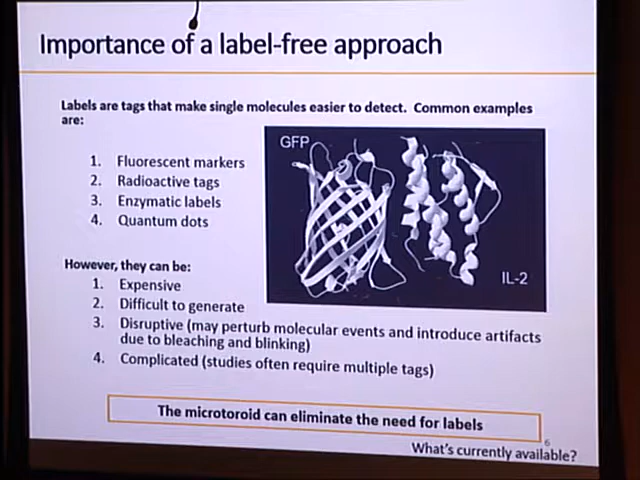 Importance of a label-free approach
Labels are tags that make single molecules easier to detect.  Common examples
are:
1. Fluorescent markers
2. Radioactive tags
3. Enzymatic labels
4. Quantum dots
GFP
IL-2
However, they can be:
1. Expensive
2. Difficult to generate
3. Disruptive (may perturb molecular events and introduce artifacts
due to bleaching and blinking)
4. Complicated (studies often require multiple tags)
The microtoroid can eliminate the need for labels
6
What's currently available?